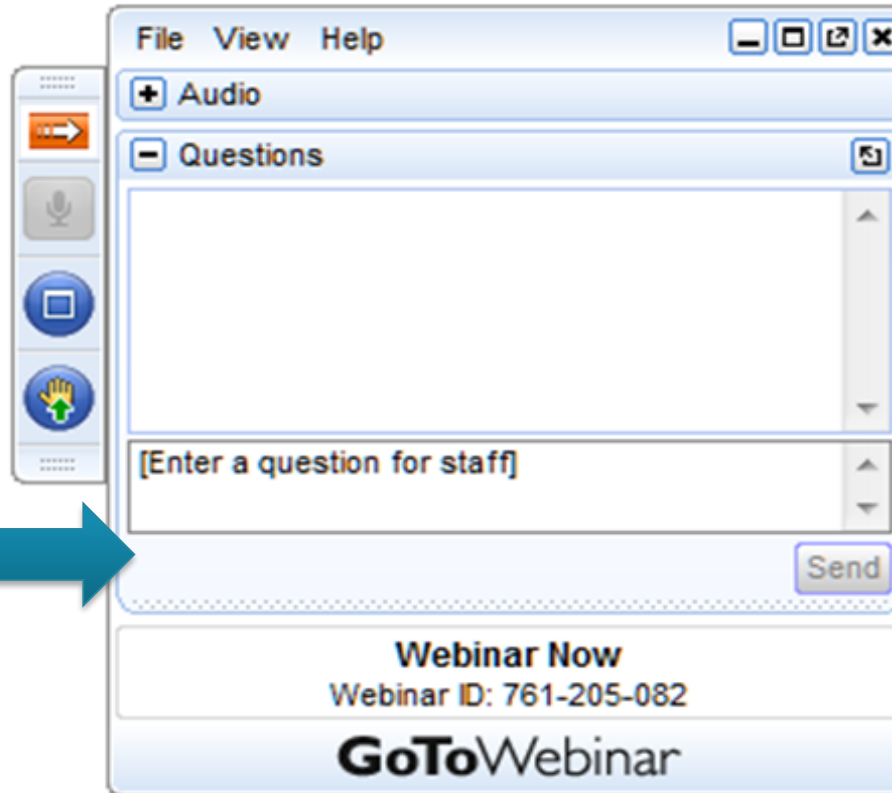 File View Help
Audio
Questions
[Enter a question for staff]
Send
Webinar Now
Webinar ID: 761-205-082
GoToWebinar